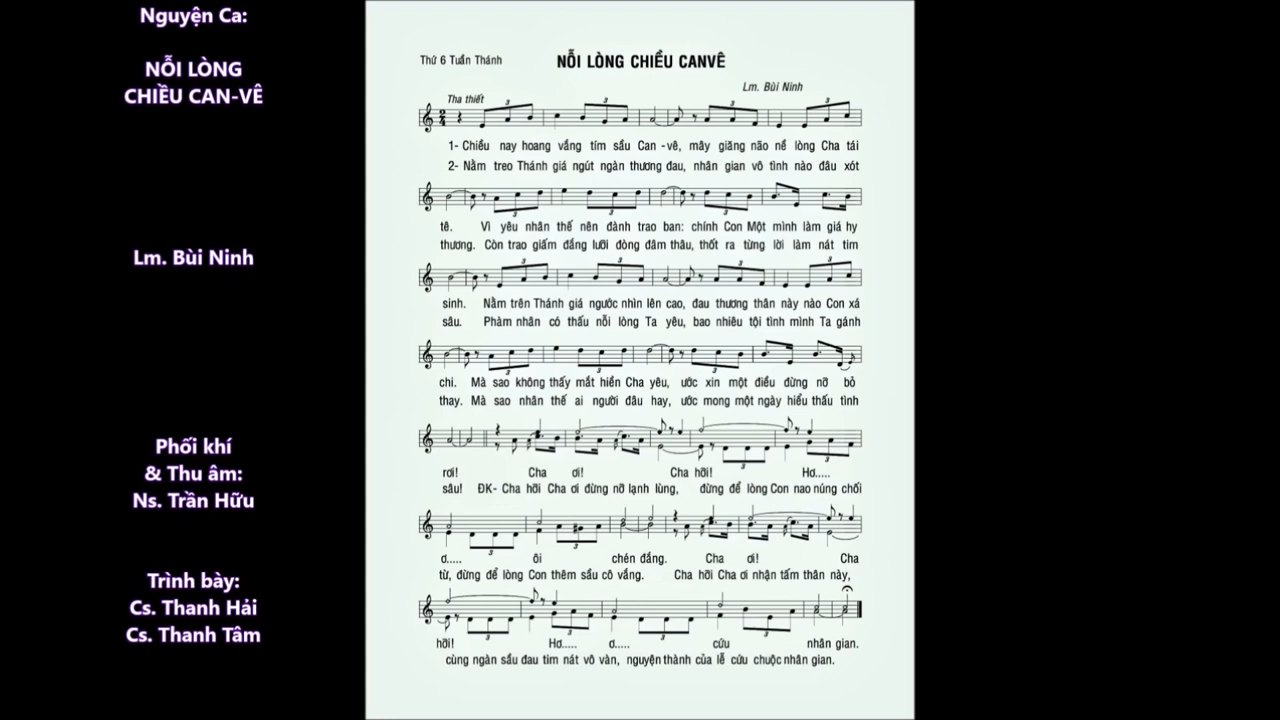 Nguyện Ca:
NỖI LÒNG
CHIỀU CAN-VÊ
Lm. Bùi Ninh
Phối khí
& Thu âm:
Ns. Trần Hữu
Trình bày:
Cs. Thanh Hải
Cs. Thanh Tâm
Thứ 6 Tuần Thánh
NỖI LÒNG CHIỀU CANVÊ
Lm. Bùi Ninh
Tha thiết
1- Chiều nay hoang vắng tím sầu Can -vê, mây giăng não nề lòng Cha tái
2- Nằm treo Thánh giá ngút ngàn thương đau, nhân gian vô tình nào đâu xót
tê. Vì yêu nhân thế nên đành trao ban: chính Con Một mình làm giá hy
thương. Còn trao giấm đắng lưỡi đòng đâm thâu, thốt ra từng lời làm nát tim
sinh. Nằm trên Thánh giá ngước nhìn lên cao, đau thương thân này nào Con xá
sâu. Phàm nhân có thấu nỗi lòng Ta yêu, bao nhiêu tội tình mình Ta gánh
chi. Mà sao không thấy mắt hiền Cha yêu, ước xin một điều đừng nỡ bỏ
thay. Mà sao nhân thế ai người đâu hay, ước mong một ngày hiểu thấu tình
rơi! Cha ơi! Cha hỡi! Hơ.....
sâu! ĐK- Cha hỡi Cha ơi đừng nỡ lạnh lùng, đừng để lòng Con nao núng chối
ơ..... ôi chén đắng. Cha ơi! Cha
từ, đừng để lòng Con thêm sầu cô vắng. Cha hỡi Cha ơi nhận tấm thân này,
hỡi! Hơ..... ơ..... cứu nhân gian.
cùng ngàn sầu đau tim nát vô vàn, nguyện thành của lễ cứu chuộc nhân gian.